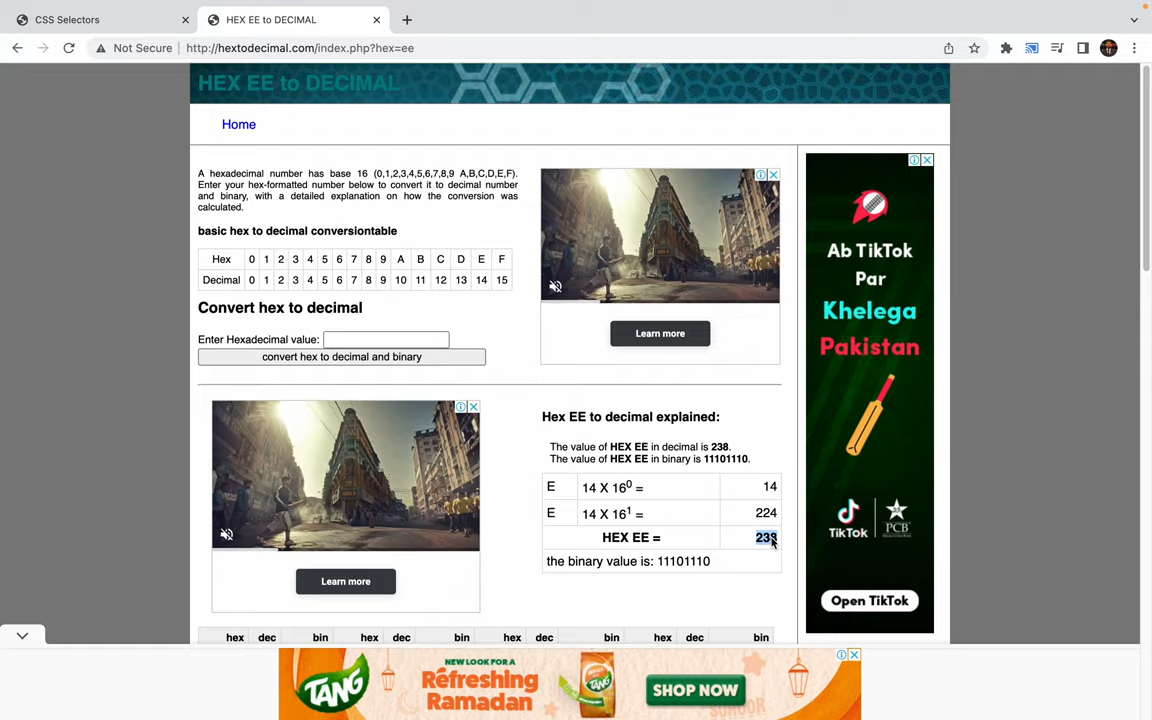 CSS Selectors
HEX EE to DECIMAL
Not Secure
http://hextodecimal.com/index.php?hex=ee
HEX EE to DECIMAL
Home
A hexadecimal number has base 16 (0,1,2,3,4,5,6,7,8,9 A,B,C,D,E,F).
Enter your hex-formatted number below to convert it to decimal number
and binary, with a detailed explanation on how the conversion was
calculated.
basic hex to decimal conversiontable
Hex 0 1 2 3 4 5 6 7 8 9 A B C D E F
Decimal 0 1 2 3 4 5 6 7 8 9 10 11 12 13 14 15
Convert hex to decimal
Enter Hexadecimal value:
convert hex to decimal and binary
Learn more
Learn more
Hex EE to decimal explained:
The value of HEX EE in decimal is 238.
The value of HEX EE in binary is 11101110.
E 14 X 16⁰ = 14
E 14 X 16¹ = 224
HEX EE = 238
the binary value is: 11101110
hex dec bin hex dec bin hex dec bin hex dec bin
Ab TikTok
Par
Khelega
Pakistan
TikTok
PCB
Open TikTok
TANG
NEW LOOK FOR A
Refreshing
Ramadan
TANG
SHOP NOW